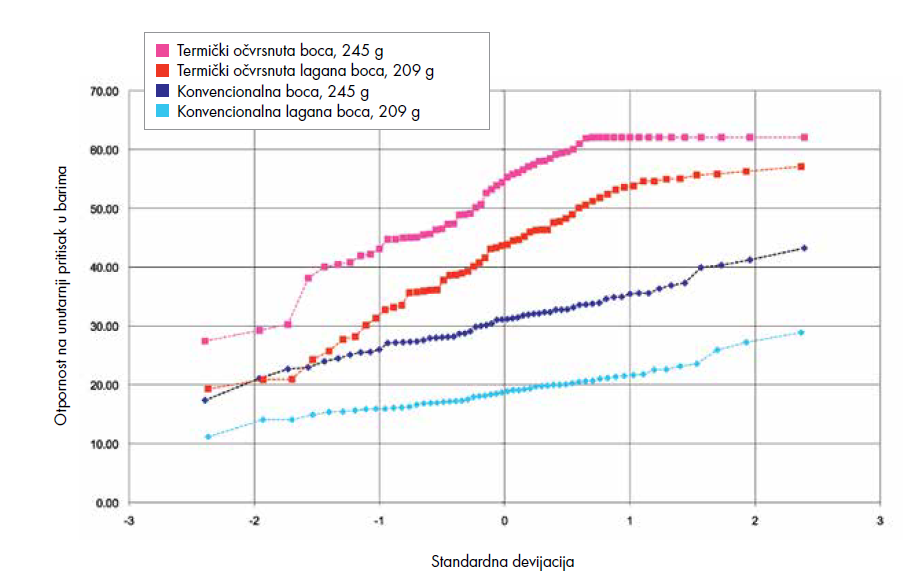 Termički očvrsnuta boca, 245 g
Termički očvrsnuta lagana boca, 209 g
Konvencionalna boca, 245 g
Konvencionalna lagana boca, 209 g
Otpornost na unutarnji pritisak u barima
70.00
60.00
50.00
40.00
30.00
20.00
10.00
0.00
-3 -2 -1 0 1 2 3
Standardna devijacija